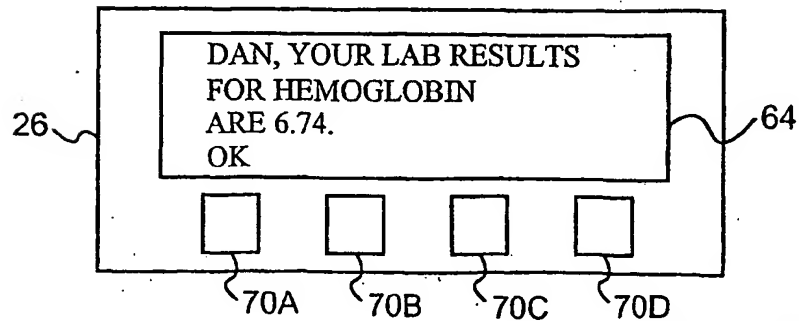 DAN, YOUR LAB RESULTS
FOR HEMOGLOBIN
ARE 6.74.
OK
26
64
70A 70B 70C 70D